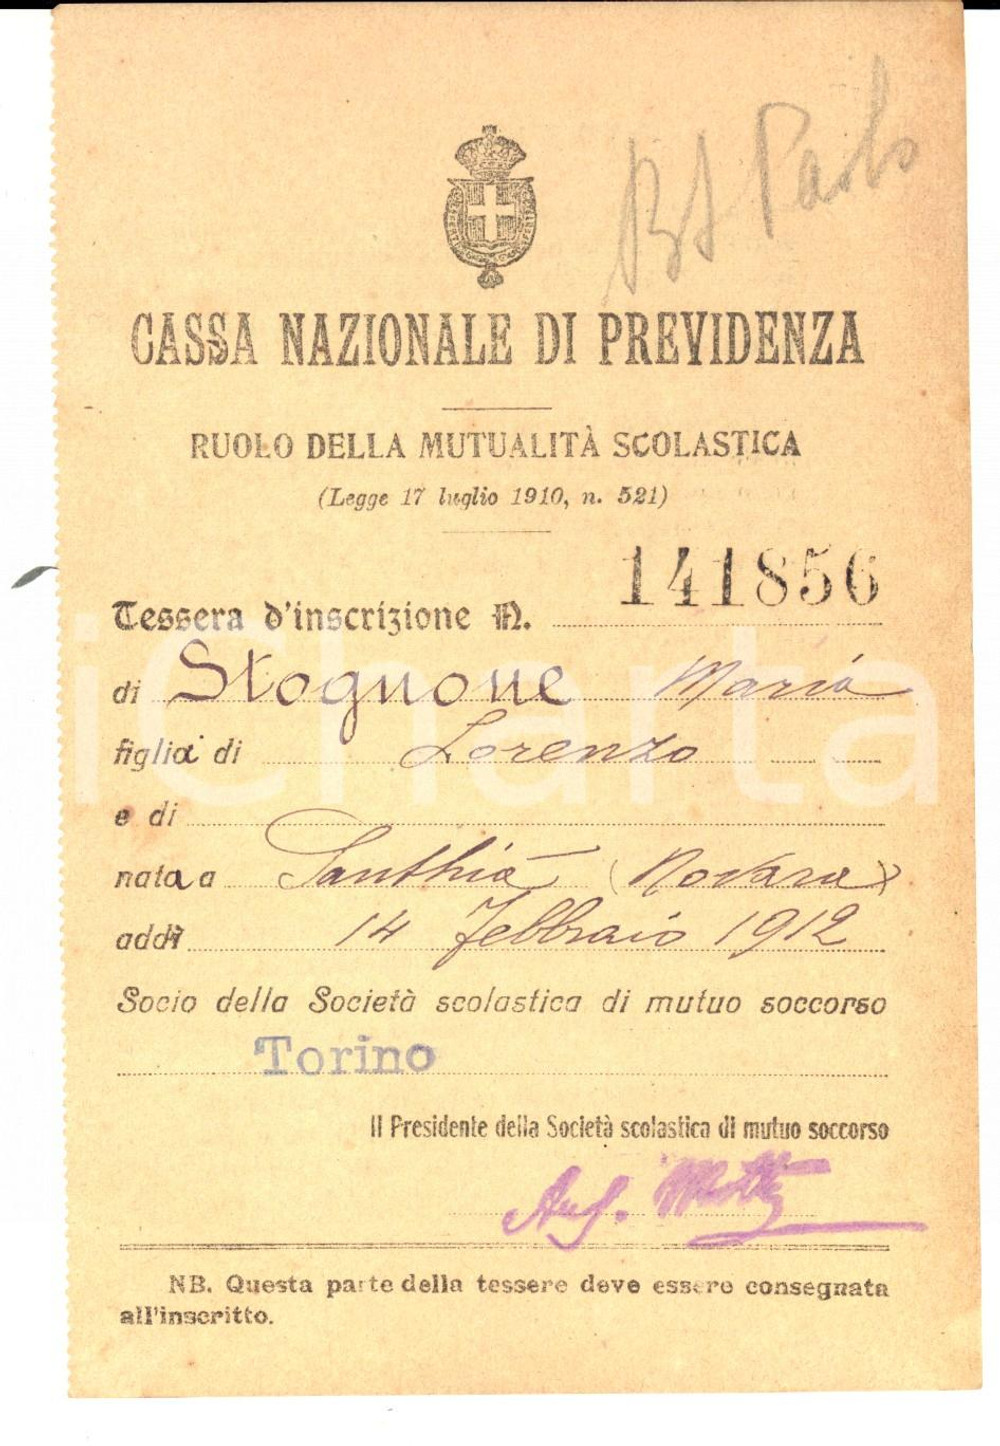 Paolo
CASSA NAZIONALE DI PREVIDENZA
RUOLO DELLA MUTUALITÀ SCOLASTICA
(Legge 17 luglio 1910, n. 521)
141856
Tessera d'inscrizione N.
di Stognone Maria
figlia di Lorenzo
e di
nata a Santhià (Novara)
addì 14 Febbraio 1912
Socio della Società scolastica di mutuo soccorso
Torino
Il Presidente della Società scolastica di mutuo soccorso
NB. Questa parte della tessere deve essere consegnata
all'inscritto.
iCharta